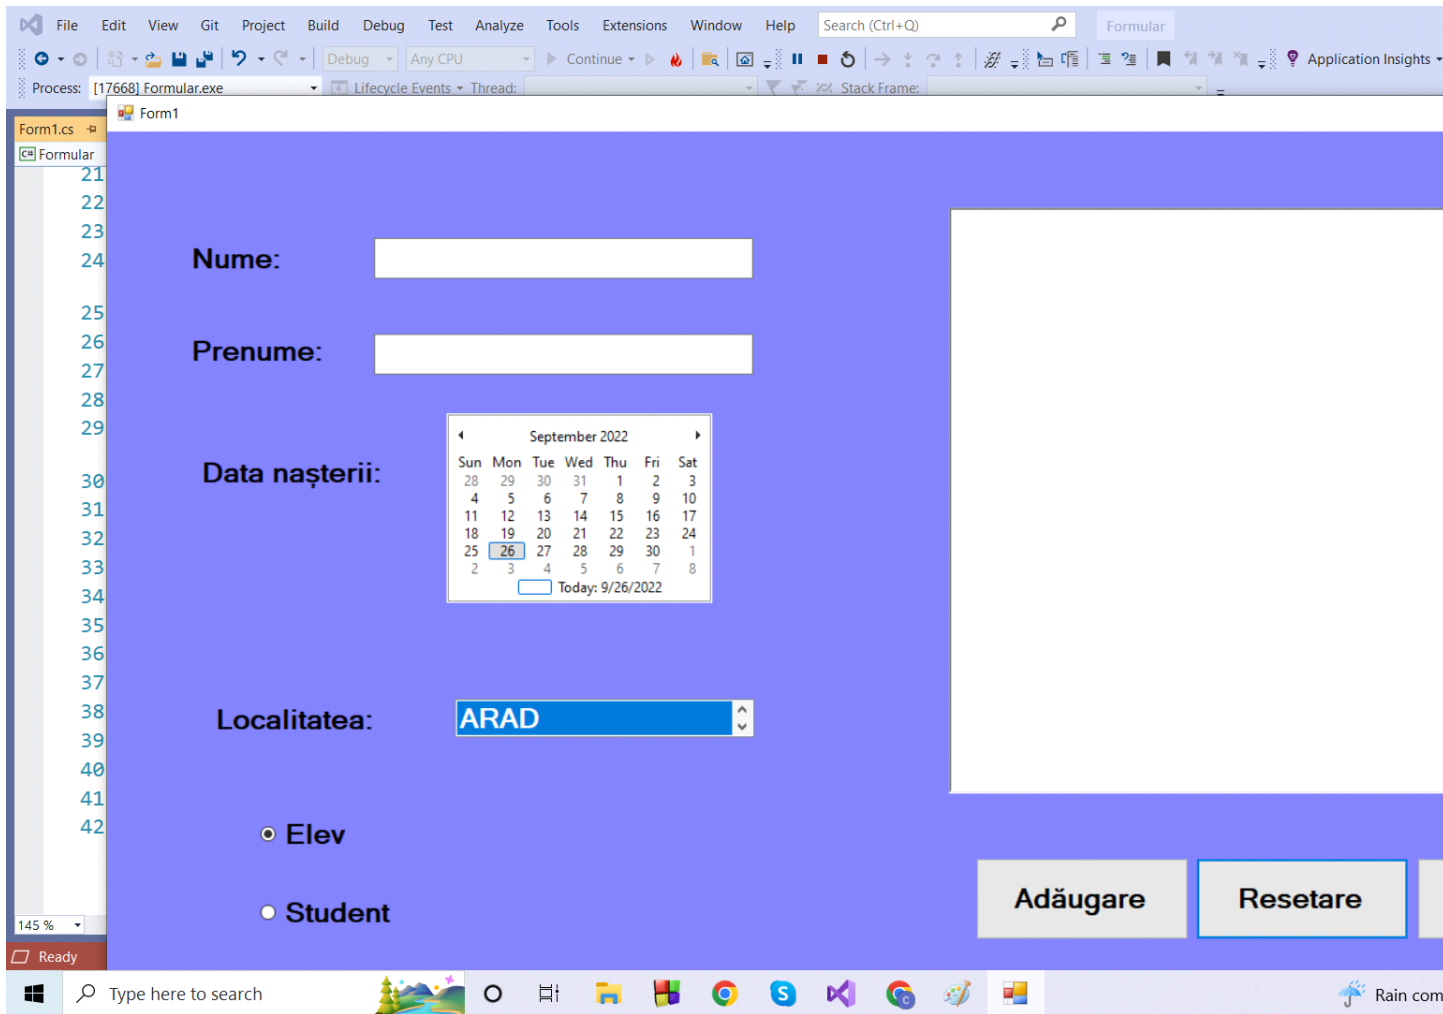 File Edit View Git Project Build Debug Test Analyze Tools Extensions Window Help Search (Ctrl+Q) Formular
Debug Any CPU Continue Application Insights
Process: [17668] Formular.exe Lifecycle Events Thread: Stack Frame:
Form1
Form1.cs
C# Formular
21
22
23
24
25
26
27
28
29
30
31
32
33
34
35
36
37
38
39
40
41
42
Nume:
Prenume:
Data nașterii:
September 2022
Sun Mon Tue Wed Thu Fri Sat
28 29 30 31 1 2 3
4 5 6 7 8 9 10
11 12 13 14 15 16 17
18 19 20 21 22 23 24
25 26 27 28 29 30 1
2 3 4 5 6 7 8
Today: 9/26/2022
Localitatea: ARAD
Elev
Student
Adăugare Resetare
145 %
Ready
Type here to search
Rain com